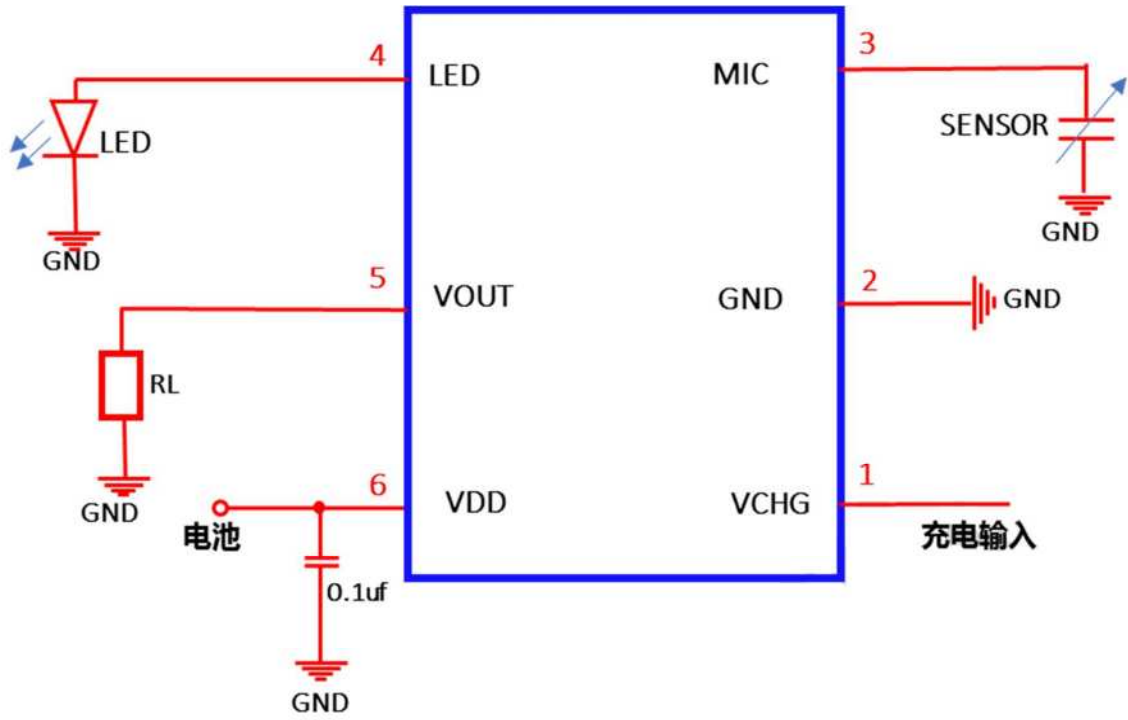 4
3
LED
MIC
LED
SENSOR
GND
GND
5
2
VOUT
GND
GND
RL
6
1
VDD
VCHG
GND
电池
充电输入
0.1uf
GND